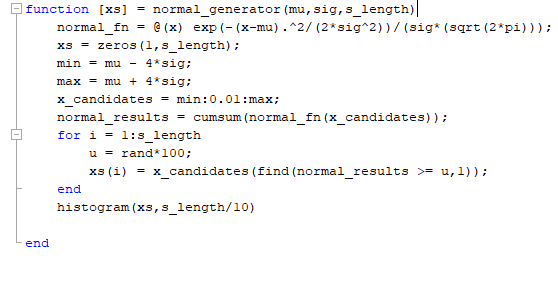 function [xs] = normal_generator(mu,sig,s_length)
normal_fn = @(x) exp(-(x-mu).^2/(2*sig^2))/(sig*(sqrt(2*pi)));
xs = zeros(1,s_length);
min = mu - 4*sig;
max = mu + 4*sig;
x_candidates = min:0.01:max;
normal_results = cumsum(normal_fn(x_candidates));
for i = 1:s_length
u = rand*100;
xs(i) = x_candidates(find(normal_results >= u,1));
end
histogram(xs,s_length/10)
end